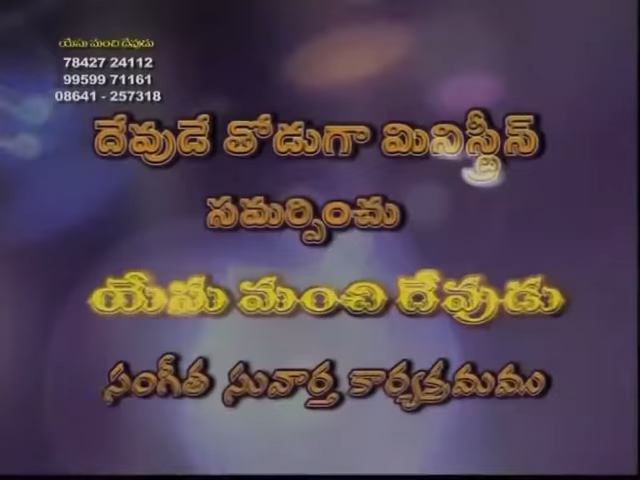 యేసు మంచి దేవుడు
78427 24112
99599 71161
08641 - 257318
దేవుడే తోడుగా మినిస్ట్రీస్
సమర్పించు
యేసు మంచి దేవుడు
సంగీత సువార్త కార్యక్రమము